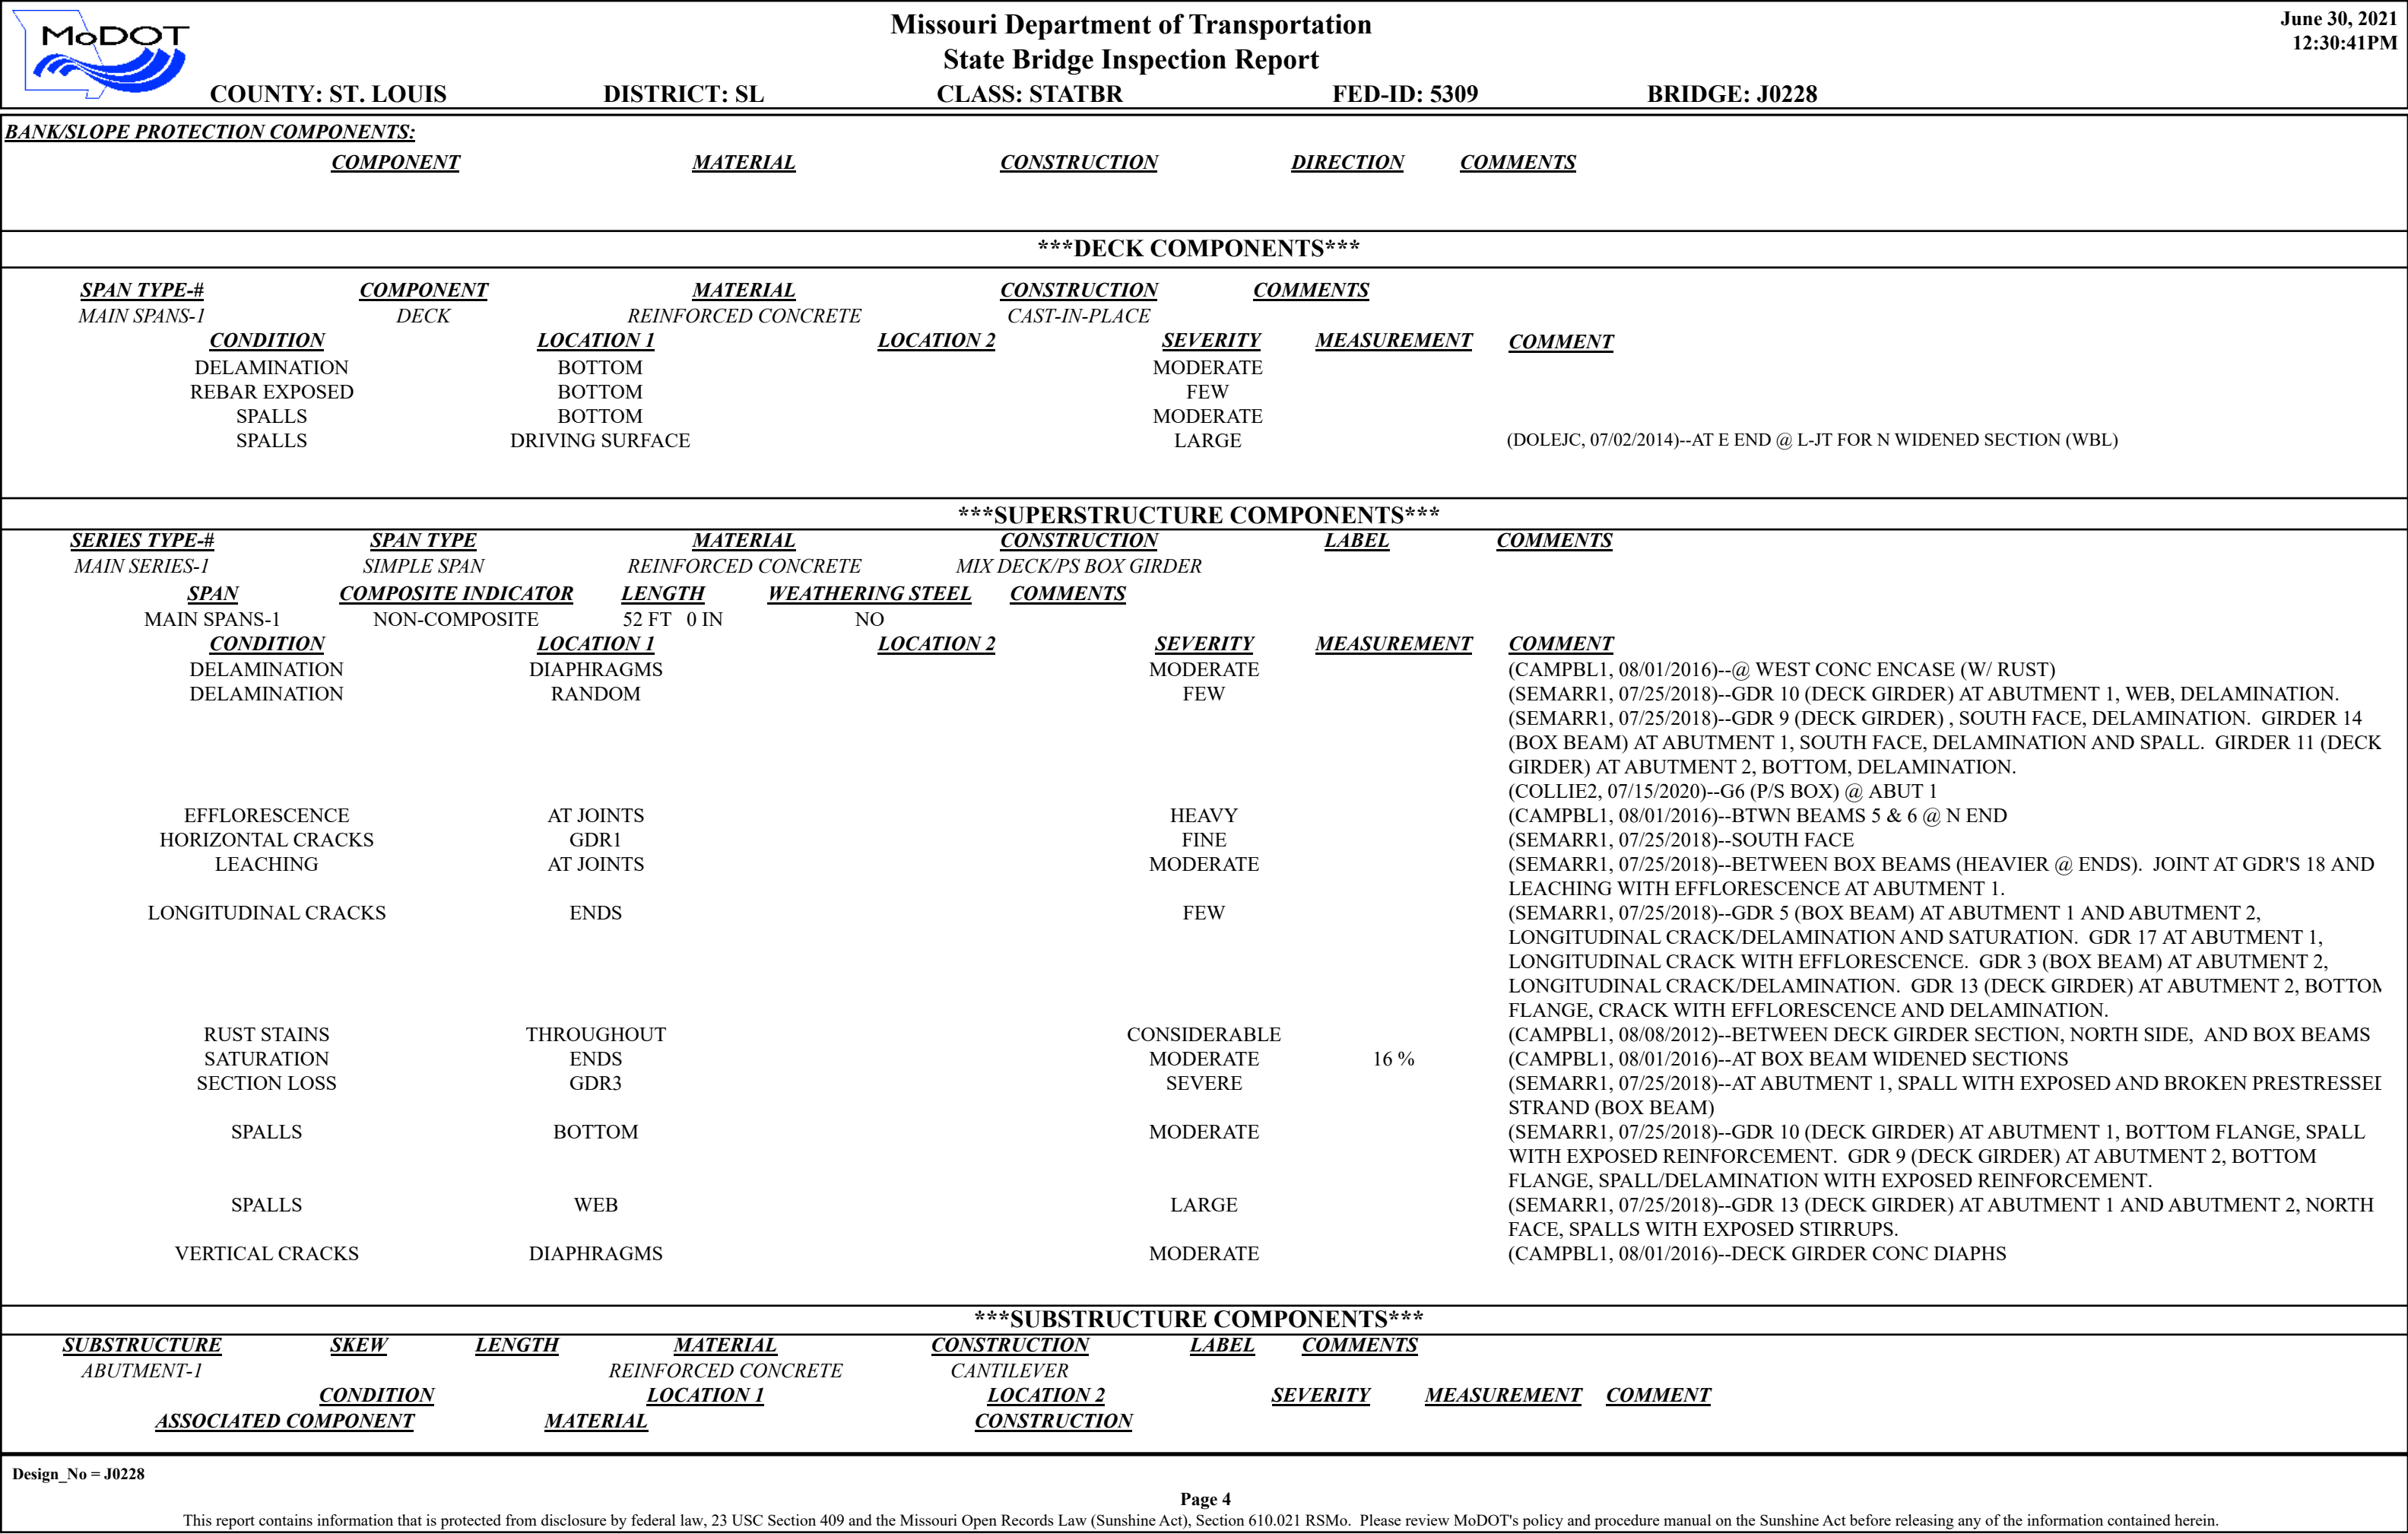 MoDOT
Missouri Department of Transportation
State Bridge Inspection Report
June 30, 2021
12:30:41PM
COUNTY: ST. LOUIS DISTRICT: SL CLASS: STATBR FED-ID: 5309 BRIDGE: J0228
BANK/SLOPE PROTECTION COMPONENTS:
COMPONENT MATERIAL CONSTRUCTION DIRECTION COMMENTS
***DECK COMPONENTS***
SPAN TYPE-# COMPONENT MATERIAL CONSTRUCTION COMMENTS
MAIN SPANS-1 DECK REINFORCED CONCRETE CAST-IN-PLACE
CONDITION LOCATION 1 LOCATION 2 SEVERITY MEASUREMENT COMMENT
DELAMINATION BOTTOM MODERATE
REBAR EXPOSED BOTTOM FEW
SPALLS BOTTOM MODERATE
SPALLS DRIVING SURFACE LARGE (DOLEJC, 07/02/2014)--AT E END @ L-JT FOR N WIDENED SECTION (WBL)
***SUPERSTRUCTURE COMPONENTS***
SERIES TYPE-# SPAN TYPE MATERIAL CONSTRUCTION LABEL COMMENTS
MAIN SERIES-1 SIMPLE SPAN REINFORCED CONCRETE MIX DECK/PS BOX GIRDER
SPAN COMPOSITE INDICATOR LENGTH WEATHERING STEEL COMMENTS
MAIN SPANS-1 NON-COMPOSITE 52 FT 0 IN NO
CONDITION LOCATION 1 LOCATION 2 SEVERITY MEASUREMENT COMMENT
DELAMINATION DIAPHRAGMS MODERATE (CAMPBL1, 08/01/2016)--@ WEST CONC ENCASE (W/ RUST)
DELAMINATION RANDOM FEW (SEMARR1, 07/25/2018)--GDR 10 (DECK GIRDER) AT ABUTMENT 1, WEB, DELAMINATION.
(SEMARR1, 07/25/2018)--GDR 9 (DECK GIRDER) , SOUTH FACE, DELAMINATION. GIRDER 14
(BOX BEAM) AT ABUTMENT 1, SOUTH FACE, DELAMINATION AND SPALL. GIRDER 11 (DECK
GIRDER) AT ABUTMENT 2, BOTTOM, DELAMINATION.
(COLLIE2, 07/15/2020)--G6 (P/S BOX) @ ABUT 1
EFFLORESCENCE AT JOINTS HEAVY (CAMPBL1, 08/01/2016)--BTWN BEAMS 5 & 6 @ N END
HORIZONTAL CRACKS GDR1 FINE (SEMARR1, 07/25/2018)--SOUTH FACE
LEACHING AT JOINTS MODERATE (SEMARR1, 07/25/2018)--BETWEEN BOX BEAMS (HEAVIER @ ENDS). JOINT AT GDR'S 18 AND
LEACHING WITH EFFLORESCENCE AT ABUTMENT 1.
LONGITUDINAL CRACKS ENDS FEW (SEMARR1, 07/25/2018)--GDR 5 (BOX BEAM) AT ABUTMENT 1 AND ABUTMENT 2,
LONGITUDINAL CRACK/DELAMINATION AND SATURATION. GDR 17 AT ABUTMENT 1,
LONGITUDINAL CRACK WITH EFFLORESCENCE. GDR 3 (BOX BEAM) AT ABUTMENT 2,
LONGITUDINAL CRACK/DELAMINATION. GDR 13 (DECK GIRDER) AT ABUTMENT 2, BOTTOM
FLANGE, CRACK WITH EFFLORESCENCE AND DELAMINATION.
RUST STAINS THROUGHOUT CONSIDERABLE (CAMPBL1, 08/08/2012)--BETWEEN DECK GIRDER SECTION, NORTH SIDE, AND BOX BEAMS
SATURATION ENDS MODERATE 16 % (CAMPBL1, 08/01/2016)--AT BOX BEAM WIDENED SECTIONS
SECTION LOSS GDR3 SEVERE (SEMARR1, 07/25/2018)--AT ABUTMENT 1, SPALL WITH EXPOSED AND BROKEN PRESTRESSED
STRAND (BOX BEAM)
SPALLS BOTTOM MODERATE (SEMARR1, 07/25/2018)--GDR 10 (DECK GIRDER) AT ABUTMENT 1, BOTTOM FLANGE, SPALL
WITH EXPOSED REINFORCEMENT. GDR 9 (DECK GIRDER) AT ABUTMENT 2, BOTTOM
FLANGE, SPALL/DELAMINATION WITH EXPOSED REINFORCEMENT.
SPALLS WEB LARGE (SEMARR1, 07/25/2018)--GDR 13 (DECK GIRDER) AT ABUTMENT 1 AND ABUTMENT 2, NORTH
FACE, SPALLS WITH EXPOSED STIRRUPS.
VERTICAL CRACKS DIAPHRAGMS MODERATE (CAMPBL1, 08/01/2016)--DECK GIRDER CONC DIAPHS
***SUBSTRUCTURE COMPONENTS***
SUBSTRUCTURE SKEW LENGTH MATERIAL CONSTRUCTION LABEL COMMENTS
ABUTMENT-1 REINFORCED CONCRETE CANTILEVER
CONDITION LOCATION 1 LOCATION 2 SEVERITY MEASUREMENT COMMENT
ASSOCIATED COMPONENT MATERIAL CONSTRUCTION
Design_No = J0228
Page 4
This report contains information that is protected from disclosure by federal law, 23 USC Section 409 and the Missouri Open Records Law (Sunshine Act), Section 610.021 RSMo. Please review MoDOT's policy and procedure manual on the Sunshine Act before releasing any of the information contained herein.